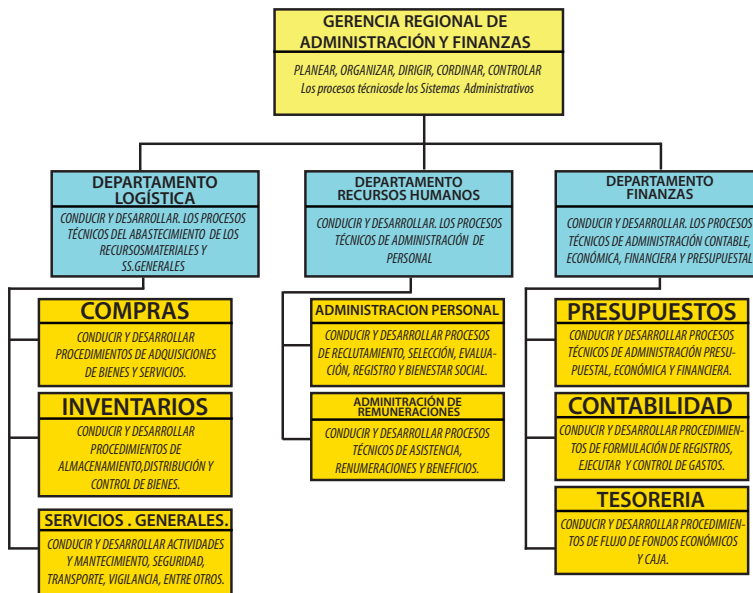 GERENCIA REGIONAL DE
ADMINISTRACIÓN Y FINANZAS
PLANEAR, ORGANIZAR, DIRIGIR, CORDINAR, CONTROLAR
Los procesos técnicosde los Sistemas Administrativos
DEPARTAMENTO
LOGÍSTICA
CONDUCIR Y DESARROLLAR. LOS PROCESOS
TÉCNICOS DEL ABASTECIMIENTO DE LOS
RECURSOSMATERIALES Y
SS.GENERALES
COMPRAS
CONDUCIR Y DESARROLLAR
PROCEDIMIENTOS DE ADQUISICIONES
DE BIENES Y SERVICIOS.
INVENTARIOS
CONDUCIR Y DESARROLLAR
PROCEDIMIENTOS DE
ALMACENAMIENTO,DISTRIBUCIÓN Y
CONTROL DE BIENES.
SERVICIOS . GENERALES.
CONDUCIR Y DESARROLLAR ACTIVIDADES
Y MANTECIMIENTO, SEGURIDAD,
TRANSPORTE, VIGILANCIA, ENTRE OTROS.
DEPARTAMENTO
RECURSOS HUMANOS
CONDUCIR Y DESARROLLAR. LOS PROCESOS
TÉCNICOS DE ADMINISTRACIÓN DE
PERSONAL
ADMINISTRACION PERSONAL
CONDUCIR Y DESARROLLAR PROCESOS
DE RECLUTAMIENTO, SELECCIÓN, EVALUA-
CIÓN, REGISTRO Y BIENESTAR SOCIAL.
ADMINITRACIÓN DE
REMUNERACIONES
CONDUCIR Y DESARROLLAR PROCESOS
TÉCNICOS DE ASISTENCIA,
RENUMERACIONES Y BENEFICIOS.
DEPARTAMENTO
FINANZAS
CONDUCIR Y DESARROLLAR. LOS PROCESOS
TÉCNICOS DE ADMINISTRACIÓN CONTABLE,
ECONÓMICA, FINANCIERA Y PRESUPUESTAL
PRESUPUESTOS
CONDUCIR Y DESARROLLAR PROCESOS
TÉCNICOS DE ADMINISTRACIÓN PRESU-
PUESTAL, ECONÓMICA Y FINANCIERA.
CONTABILIDAD
CONDUCIR Y DESARROLLAR PROCEDIMIEN-
TOS DE FORMULACIÓN DE REGISTROS,
EJECUTAR Y CONTROL DE GASTOS.
TESORERIA
CONDUCIR Y DESARROLLAR PROCEDIMIEN-
TOS DE FLUJO DE FONDOS ECONÓMICOS
Y CAJA.